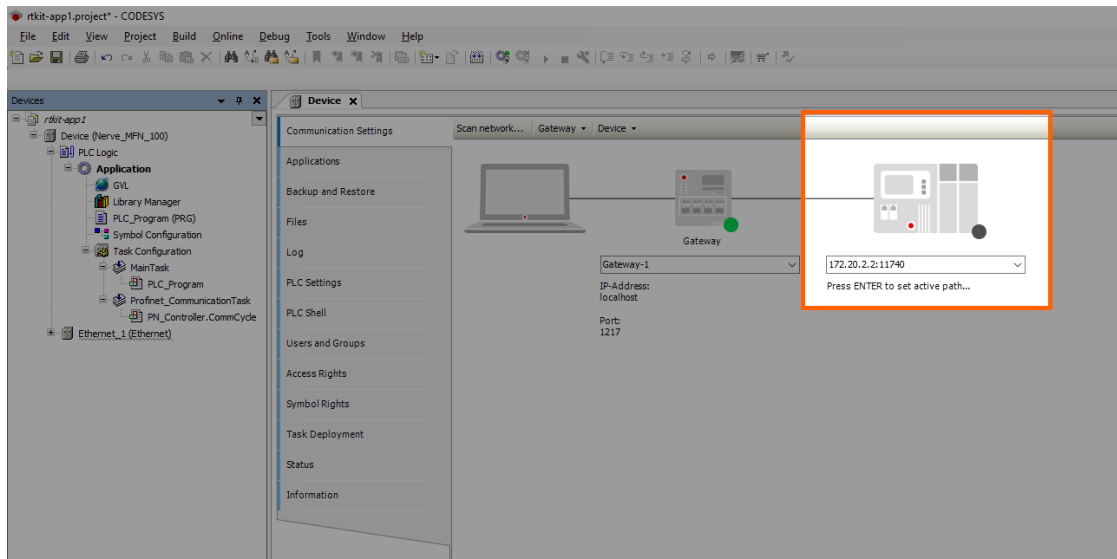 rtkit-app1.project* - CODESYS
File Edit View Project Build Online Debug Tools Window Help
Devices
Device
rtkit-app1
Device (Nerve_MFN_100)
PLC Logic
Application
GVL
Library Manager
PLC_Program (PRG)
Symbol Configuration
Task Configuration
MainTask
PLC_Program
Profinet_CommunicationTask
PN_Controller.CommCycle
Ethernet_1 (Ethernet)
Communication Settings
Applications
Backup and Restore
Files
Log
PLC Settings
PLC Shell
Users and Groups
Access Rights
Symbol Rights
Task Deployment
Status
Information
Scan network... Gateway Device
Gateway
Gateway-1
IP-Address:
localhost
Port:
1217
172.20.2.2:11740
Press ENTER to set active path...